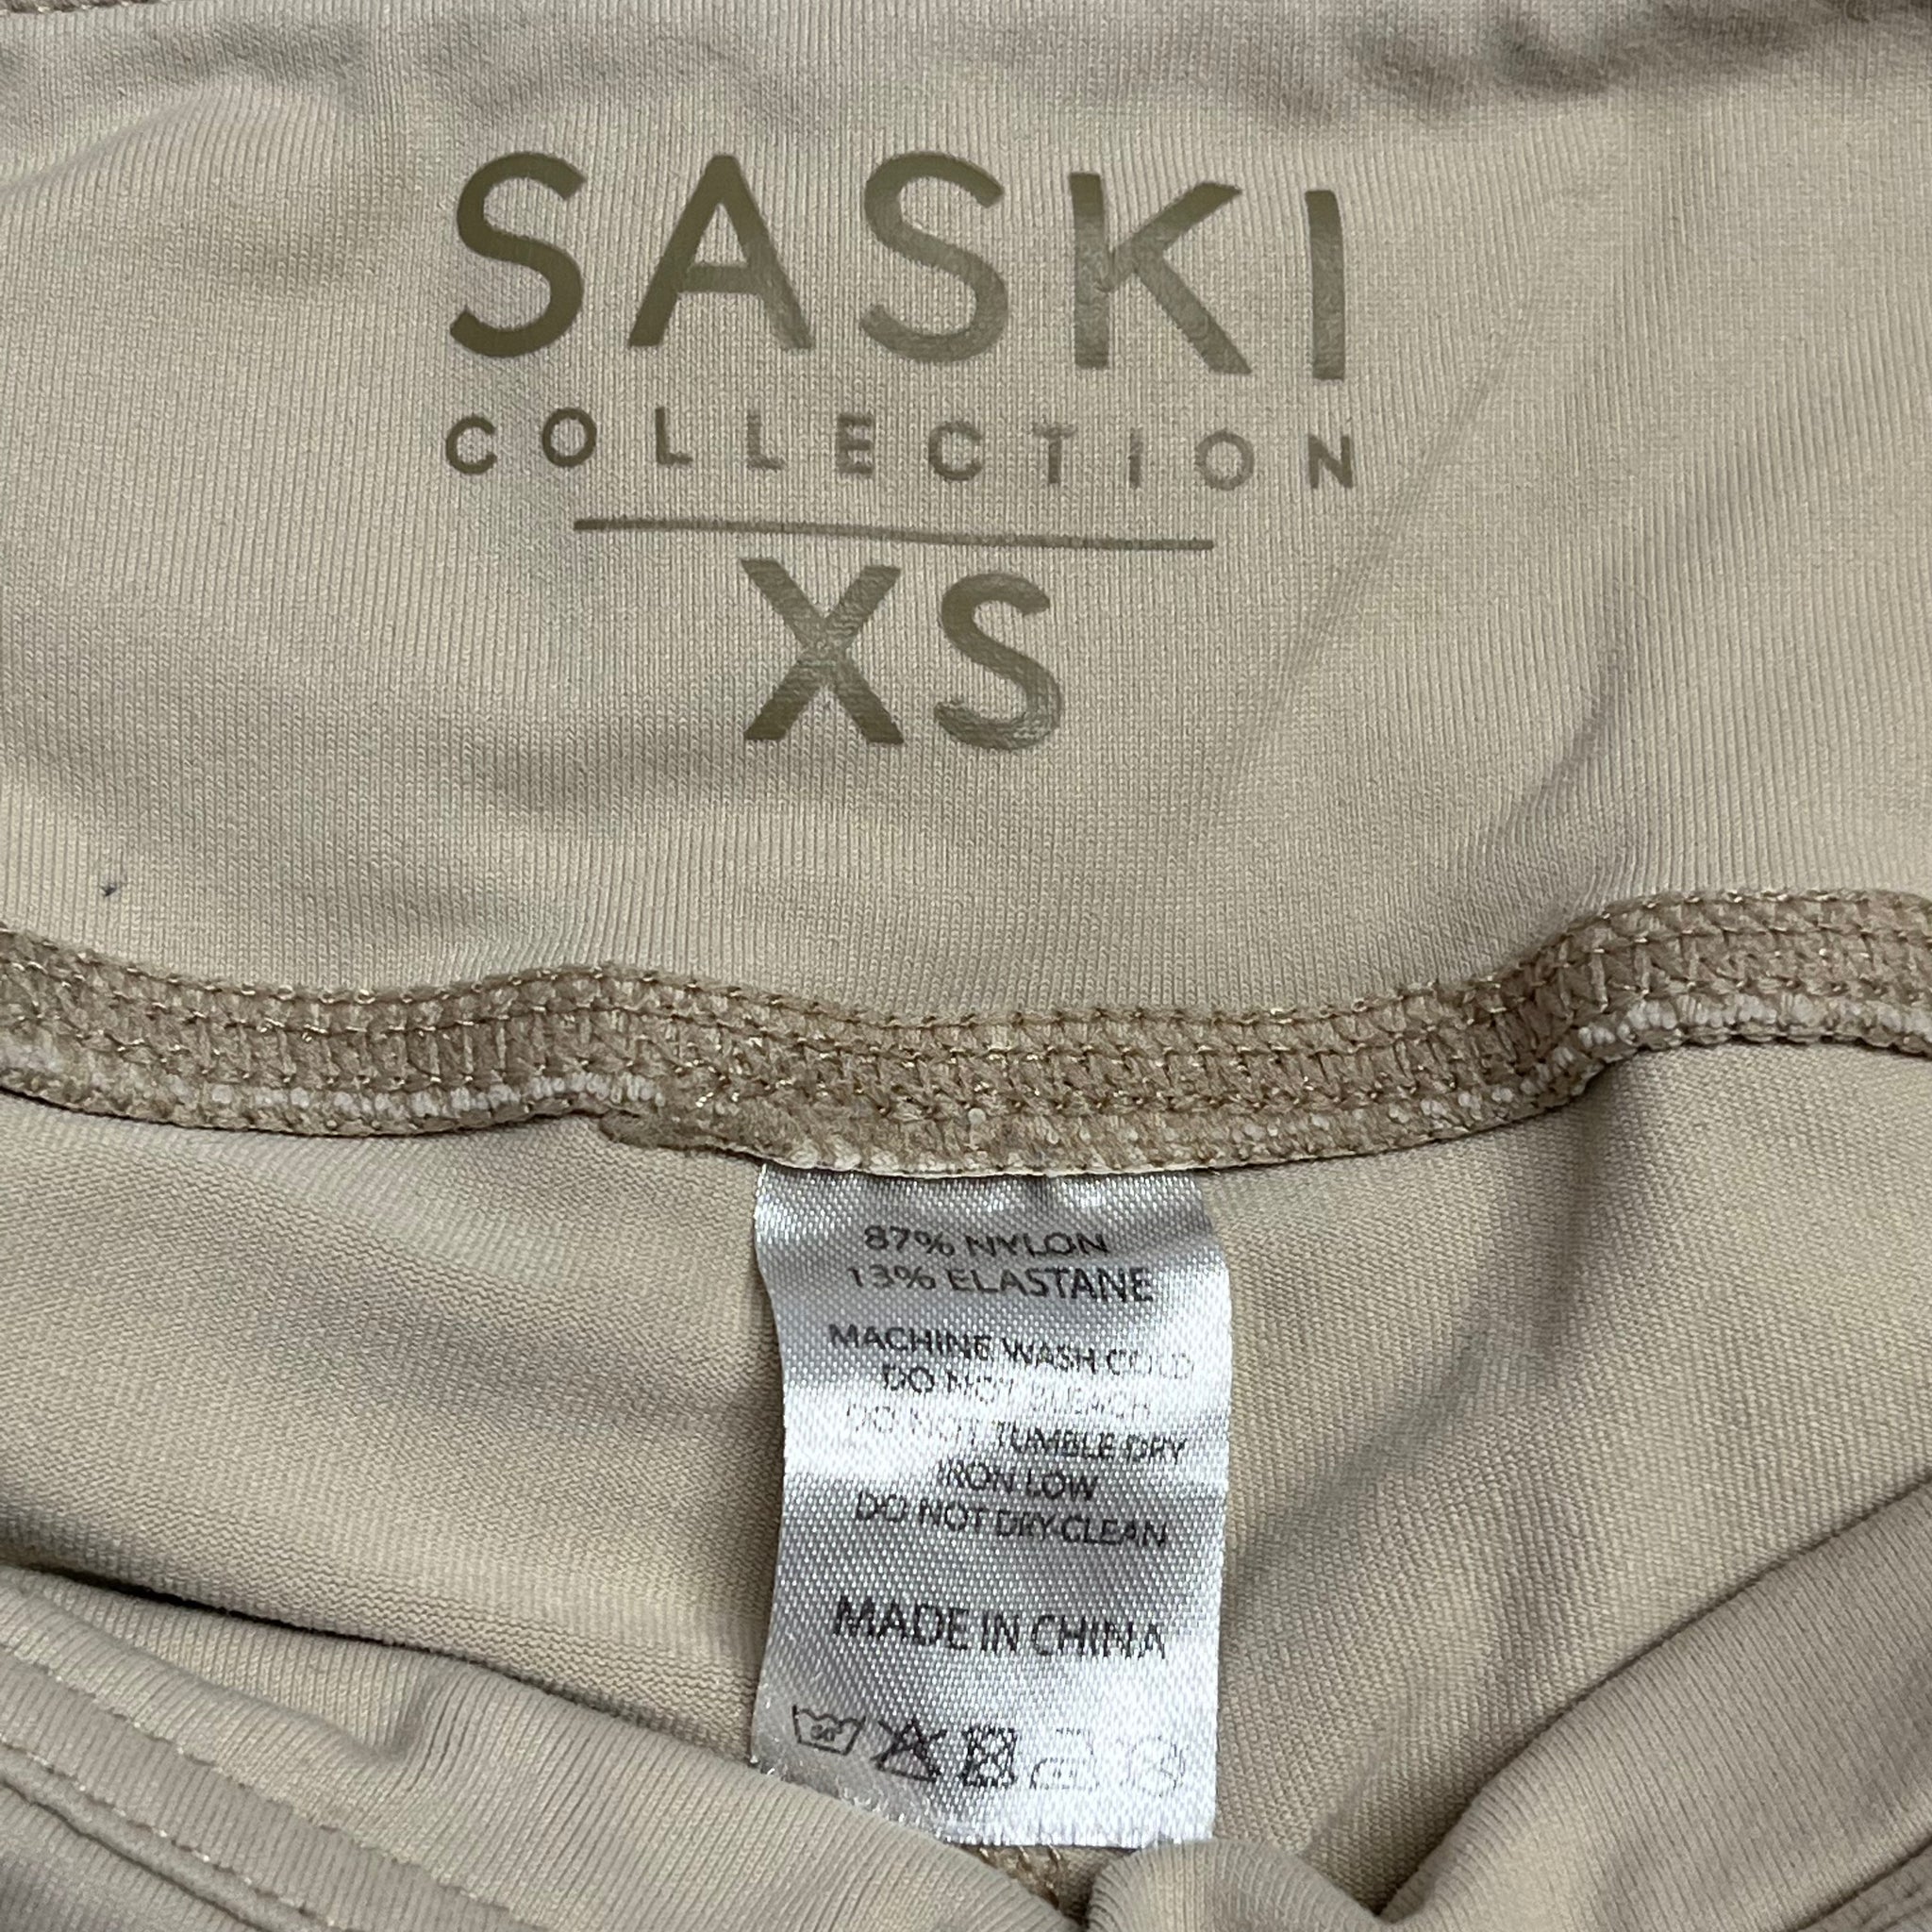 SASKI
COLLECTION
XS
87% NYLON
13% ELASTANE
MACHINE WASH COLD
DO NOT BLEACH
DO NOT TUMBLE DRY
IRON LOW
DO NOT DRY CLEAN
MADE IN CHINA